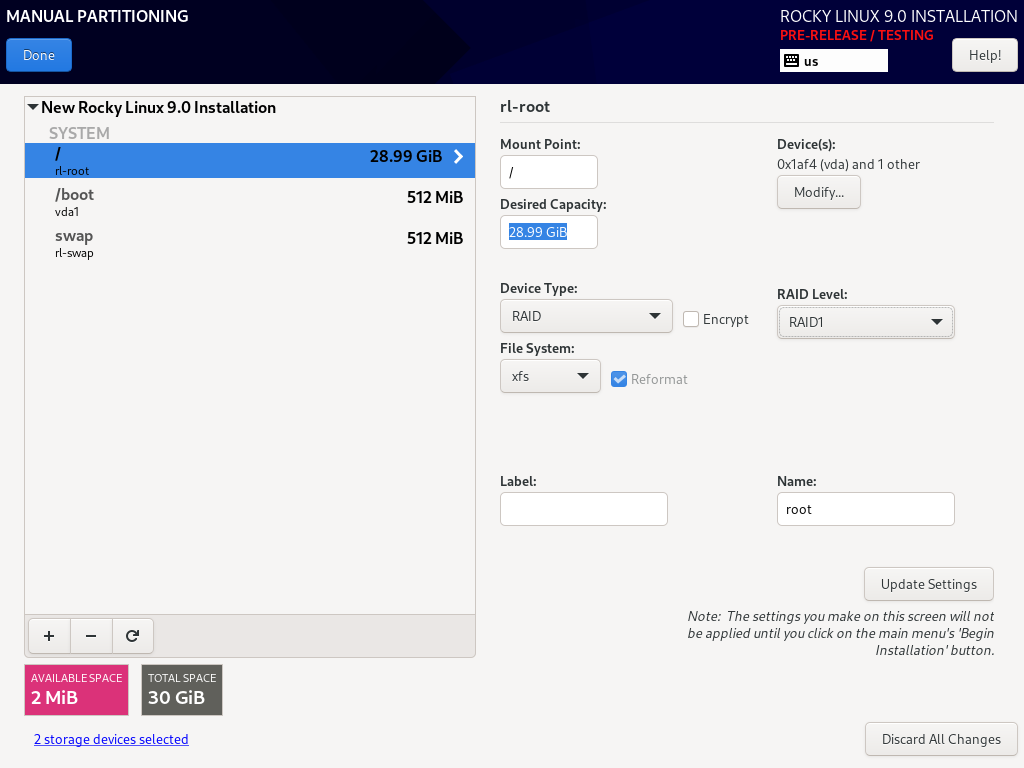 MANUAL PARTITIONING
ROCKY LINUX 9.0 INSTALLATION
PRE-RELEASE / TESTING
Done
us
Help!
New Rocky Linux 9.0 Installation
SYSTEM
/
28.99 GiB
rl-root
/boot
512 MiB
vda1
swap
512 MiB
rl-swap
+
−
AVAILABLE SPACE
2 MiB
TOTAL SPACE
30 GiB
2 storage devices selected
rl-root
Mount Point:
/
Device(s):
0x1af4 (vda) and 1 other
Modify...
Desired Capacity:
28.99 GiB
Device Type:
RAID
Encrypt
RAID Level:
RAID1
File System:
xfs
Reformat
Label:
Name:
root
Update Settings
Note: The settings you make on this screen will not
be applied until you click on the main menu's 'Begin
Installation' button.
Discard All Changes